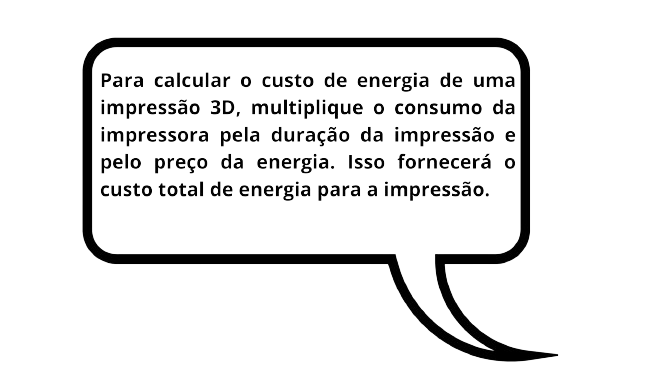 Para calcular o custo de energia de uma
impressão 3D, multiplique o consumo da
impressora pela duração da impressão e
pelo preço da energia. Isso fornecerá o
custo total de energia para a impressão.